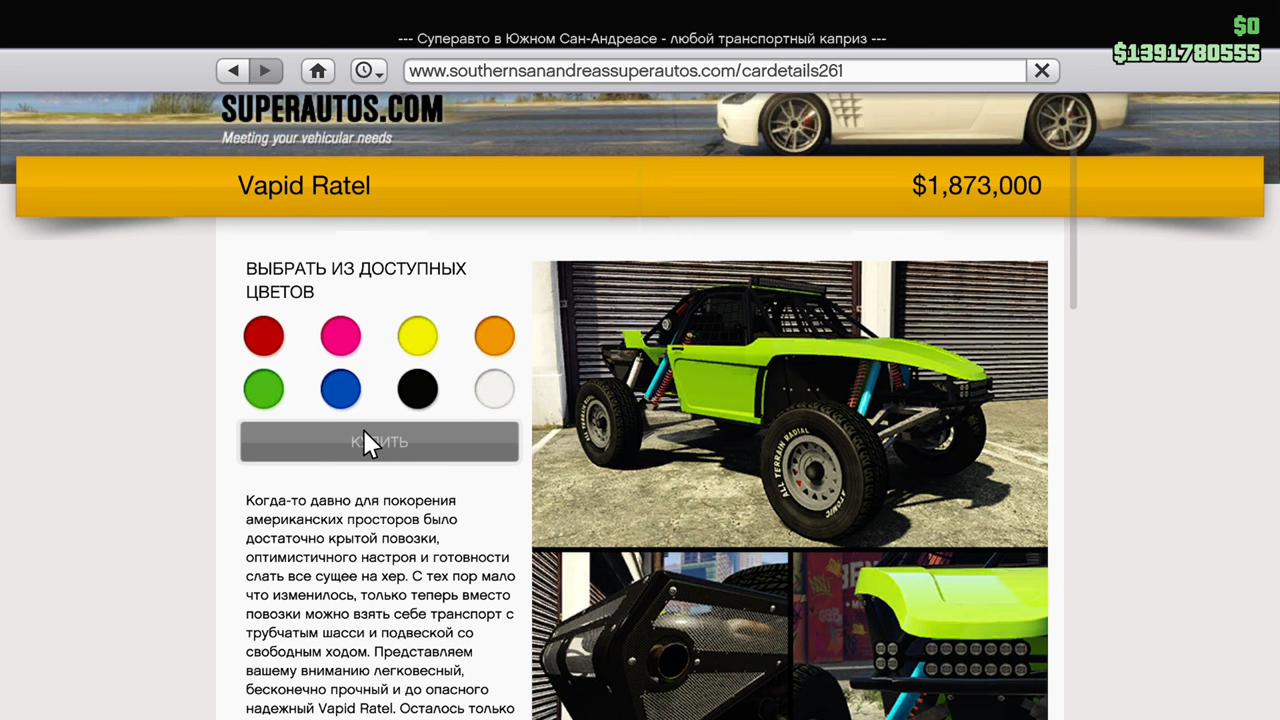 $0
--- Суперавто в Южном Сан-Андреасе - любой транспортный каприз ---
$1391780555
www.southernsanandreassuperautos.com/cardetails261
SUPERAUTOS.COM
Meeting your vehicular needs
Vapid Ratel
$1,873,000
ВЫБРАТЬ ИЗ ДОСТУПНЫХ
ЦВЕТОВ
КУПИТЬ
Когда-то давно для покорения
американских просторов было
достаточно крытой повозки,
оптимистичного настроя и готовности
слать все сущее на хер. С тех пор мало
что изменилось, только теперь вместо
повозки можно взять себе транспорт с
трубчатым шасси и подвеской со
свободным ходом. Представляем
вашему вниманию легковесный,
бесконечно прочный и до опасного
надежный Vapid Ratel. Осталось только
ALL TERRAIN RADIAL
ATOMIC